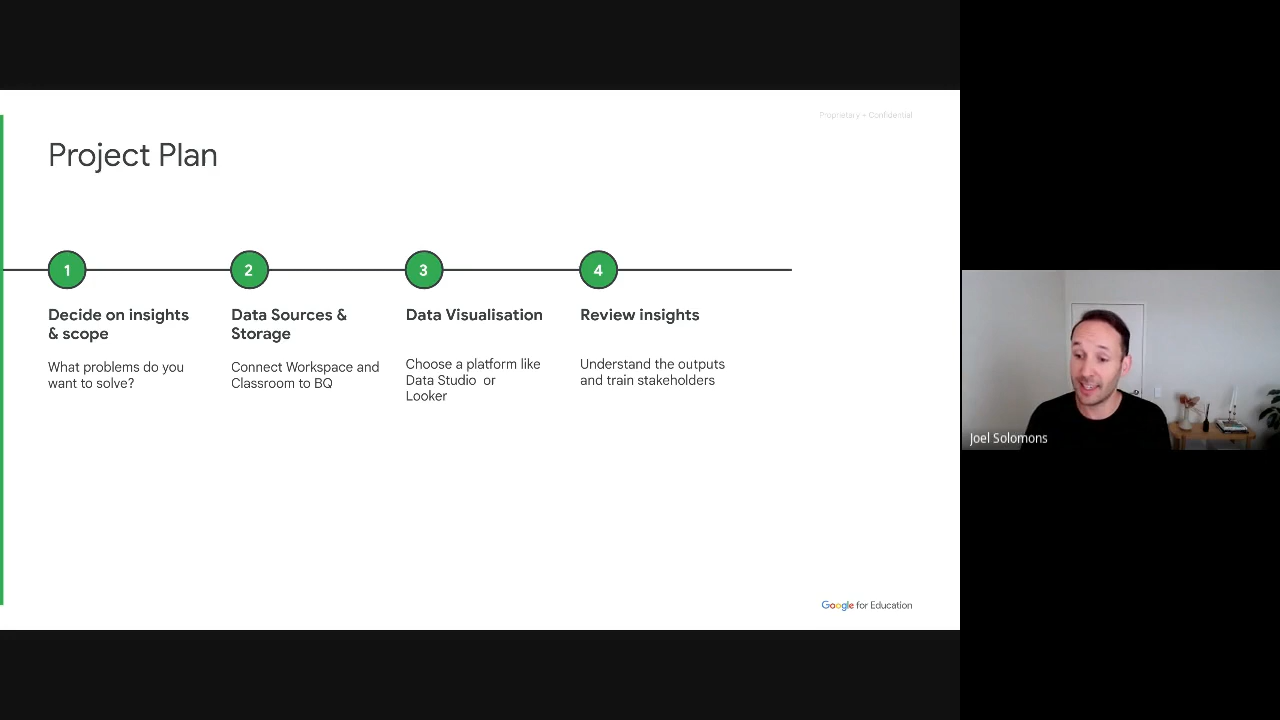 Proprietary + Confidential
Project Plan
1
2
3
4
Decide on insights
& scope
What problems do you
want to solve?
Data Sources &
Storage
Connect Workspace and
Classroom to BQ
Data Visualisation
Choose a platform like
Data Studio or
Looker
Review insights
Understand the outputs
and train stakeholders
Joel Solomons
Google for Education